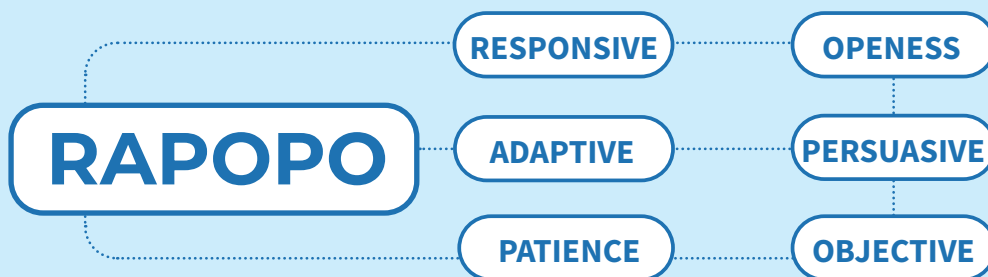 RAPOPO
RESPONSIVE
OPENESS
ADAPTIVE
PERSUASIVE
PATIENCE
OBJECTIVE